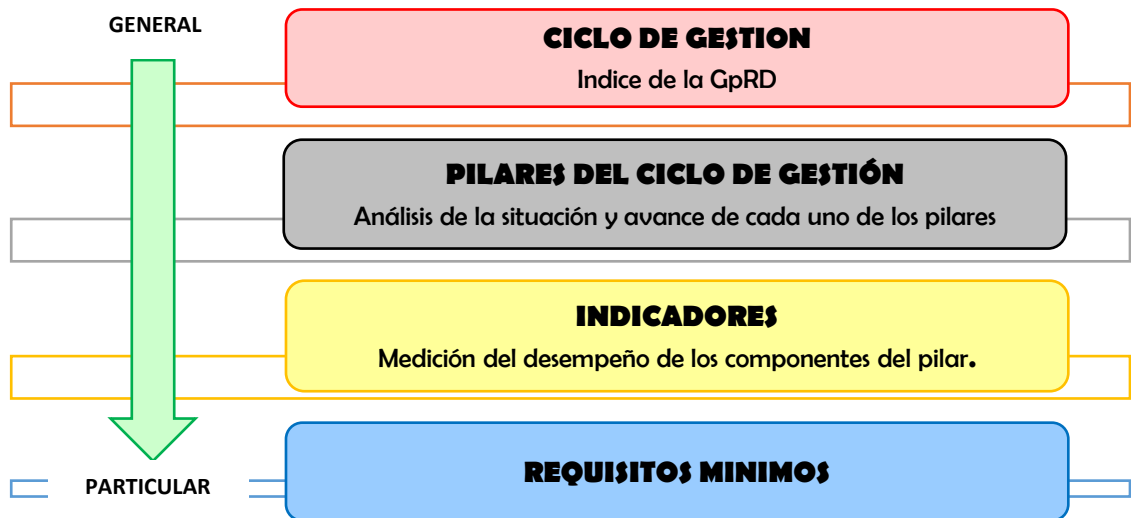 GENERAL
CICLO DE GESTION
Indice de la GpRD
PILARES DEL CICLO DE GESTIÓN
Análisis de la situación y avance de cada uno de los pilares
INDICADORES
Medición del desempeño de los componentes del pilar.
REQUISITOS MINIMOS
PARTICULAR